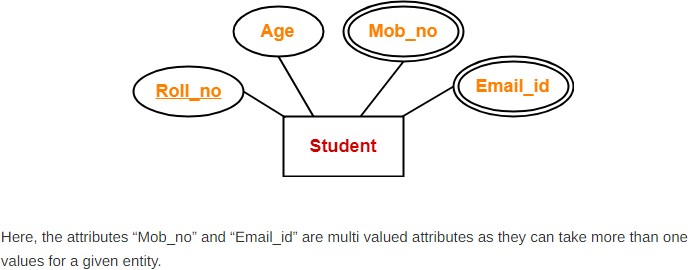 Age
Mob_no
Roll_no
Email_id
Student
Here, the attributes “Mob_no” and “Email_id” are multi valued attributes as they can take more than one
values for a given entity.